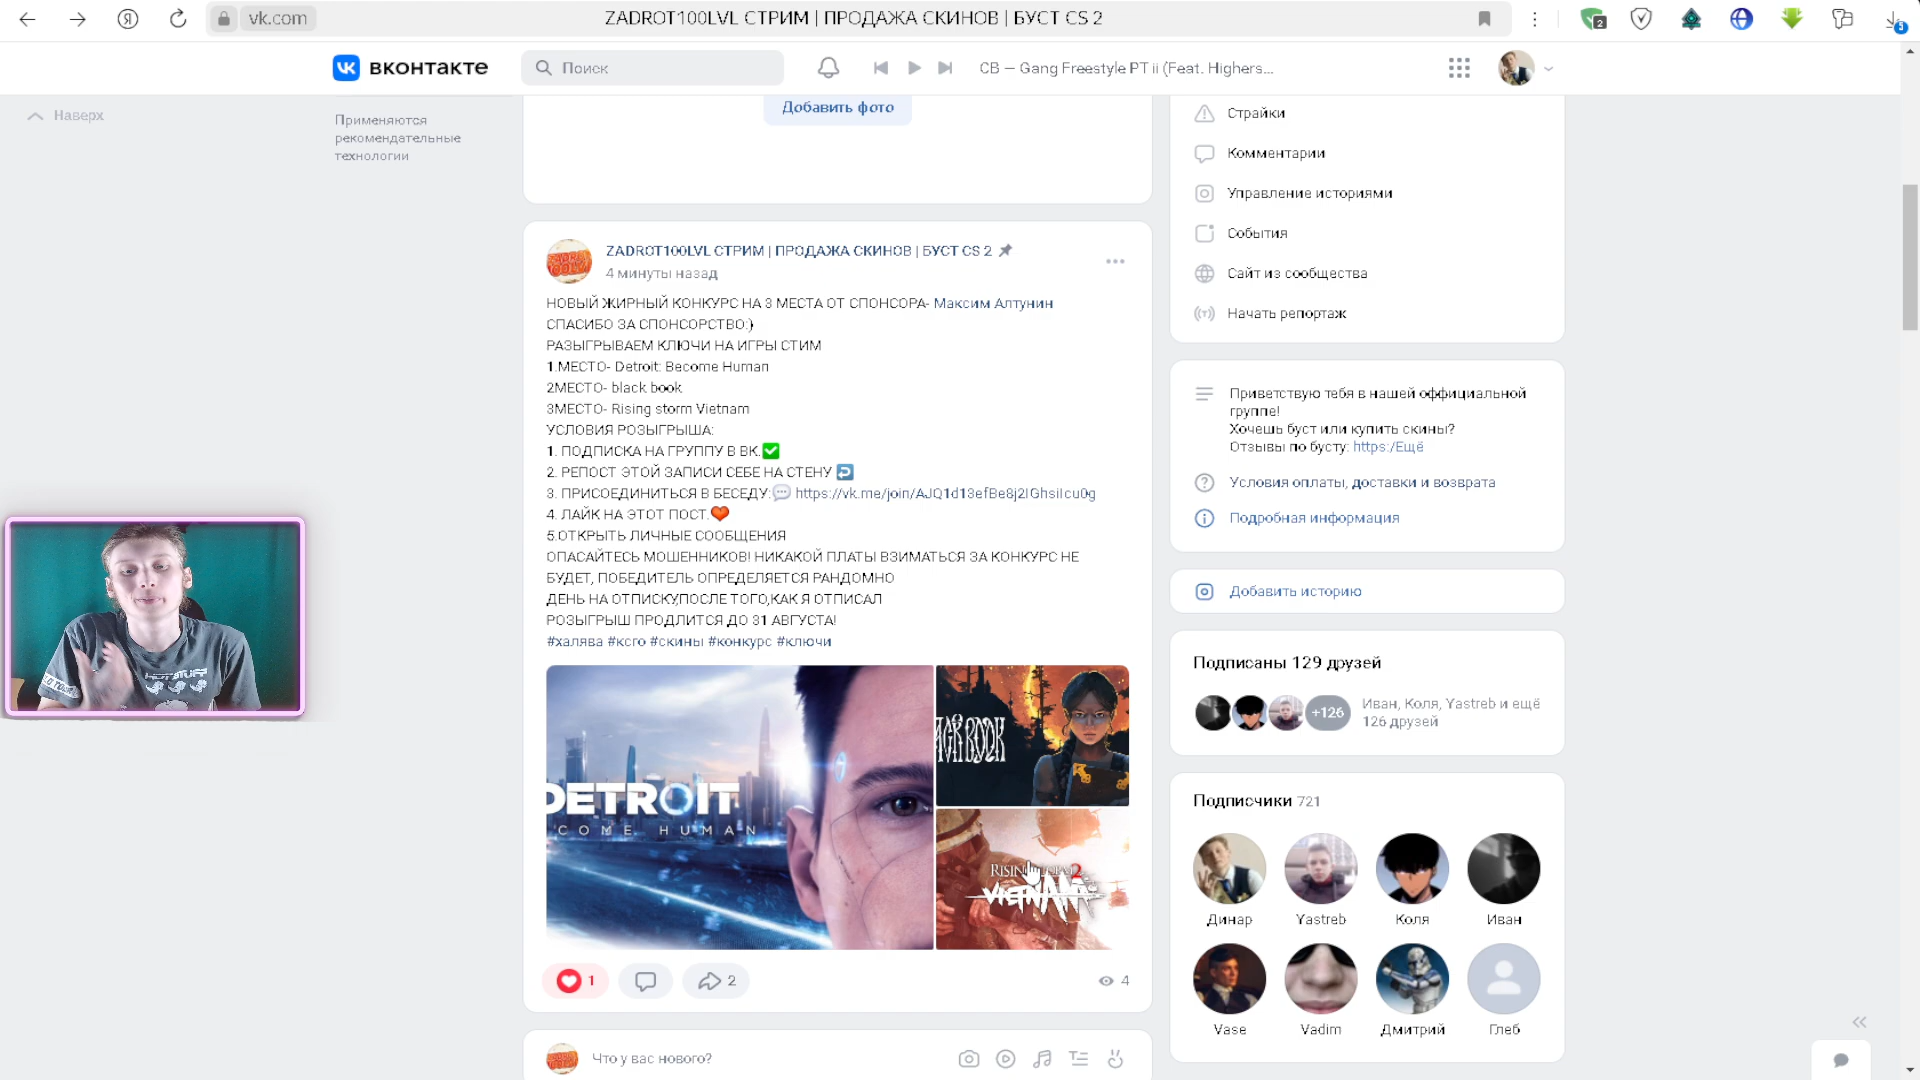 vk.com
ZADROT100LVL СТРИМ | ПРОДАЖА СКИНОВ | БУСТ CS 2
2
5
вконтакте
Поиск
CB – Gang Freestyle PT ii (Feat. Highers...
Наверх
Применяются
рекомендательные
технологии
Добавить фото
ZADROT100LVL СТРИМ | ПРОДАЖА СКИНОВ | БУСТ CS 2
4 минуты назад
НОВЫЙ ЖИРНЫЙ КОНКУРС НА 3 МЕСТА ОТ СПОНСОРА- Максим Алтунин
СПАСИБО ЗА СПОНСОРСТВО:)
РАЗЫГРЫВАЕМ КЛЮЧИ НА ИГРЫ СТИМ
1.МЕСТО- Detroit: Become Human
2МЕСТО- black book
3МЕСТО- Rising storm Vietnam
УСЛОВИЯ РОЗЫГРЫША:
1. ПОДПИСКА НА ГРУППУ В ВК.✅
2. РЕПОСТ ЭТОЙ ЗАПИСИ СЕБЕ НА СТЕНУ ↩
3. ПРИСОЕДИНИТЬСЯ В БЕСЕДУ:💬 https://vk.me/join/AJQ1d13efBe8j2IGhsiIcu0g
4. ЛАЙК НА ЭТОТ ПОСТ.❤
5.ОТКРЫТЬ ЛИЧНЫЕ СООБЩЕНИЯ
ОПАСАЙТЕСЬ МОШЕННИКОВ! НИКАКОЙ ПЛАТЫ ВЗИМАТЬСЯ ЗА КОНКУРС НЕ
БУДЕТ, ПОБЕДИТЕЛЬ ОПРЕДЕЛЯЕТСЯ РАНДОМНО
ДЕНЬ НА ОТПИСКУ,ПОСЛЕ ТОГО,КАК Я ОТПИСАЛ
РОЗЫГРЫШ ПРОДЛИТСЯ ДО 31 АВГУСТА!
#халява #ксго #скины #конкурс #ключи
DETROIT
COME HUMAN
BOOK
VIETNAM
1
2
4
Что у вас нового?
Страйки
Комментарии
Управление историями
События
Сайт из сообщества
Начать репортаж
Приветствую тебя в нашей оффициальной
группе!
Хочешь буст или купить скины?
Отзывы по бусту: https:/Ещё
Условия оплаты, доставки и возврата
Подробная информация
Добавить историю
Подписаны 129 друзей
+126
Иван, Коля, Yastreb и ещё
126 друзей
Подписчики 721
Динар
Yastreb
Коля
Иван
Vase
Vadim
Дмитрий
Глеб